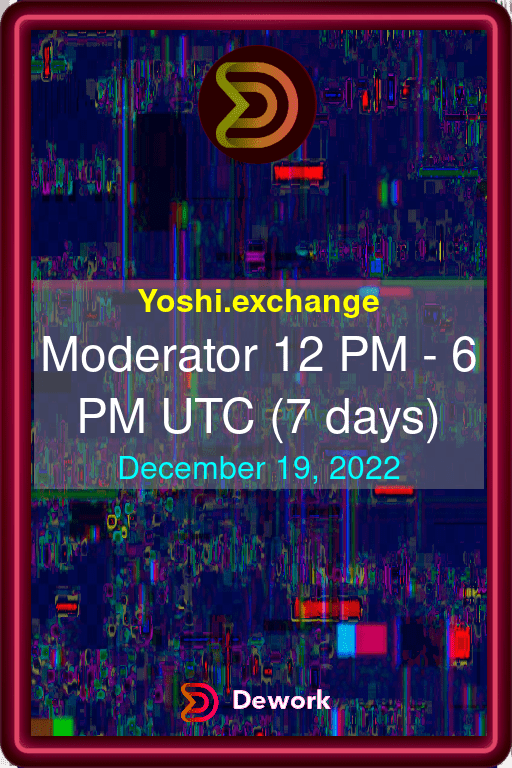 Yoshi.exchange
Moderator 12 PM - 6
PM UTC (7 days)
December 19, 2022
Dework